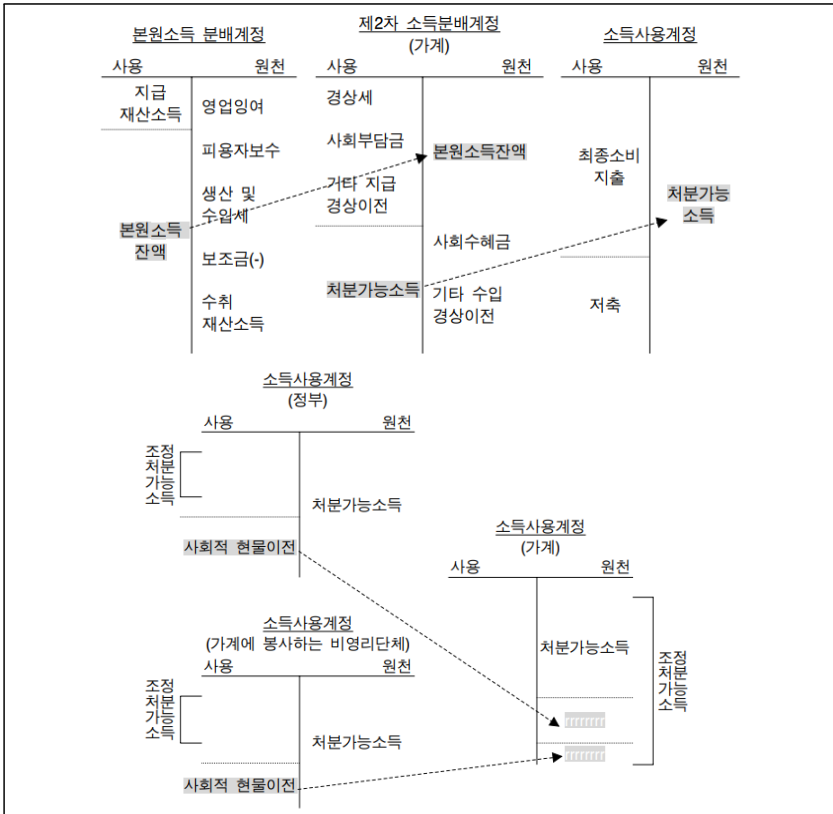 본원소득 분배계정
사용 원천
지급
재산소득
영업잉여
피용자보수
생산 및
수입세
본원소득
잔액
보조금(-)
수취
재산소득
제2차 소득분배계정
(가계)
사용 원천
경상세
사회부담금
기타 지급
경상이전
본원소득잔액
사회수혜금
처분가능소득
기타 수입
경상이전
소득사용계정
사용 원천
최종소비
지출
처분가능
소득
저축
소득사용계정
(정부)
사용 원천
조정
처분
가능
소득
처분가능소득
사회적 현물이전
소득사용계정
(가계에 봉사하는 비영리단체)
사용 원천
조정
처분
가능
소득
처분가능소득
사회적 현물이전
소득사용계정
(가계)
사용 원천
처분가능소득
조정
처분
가능
소득